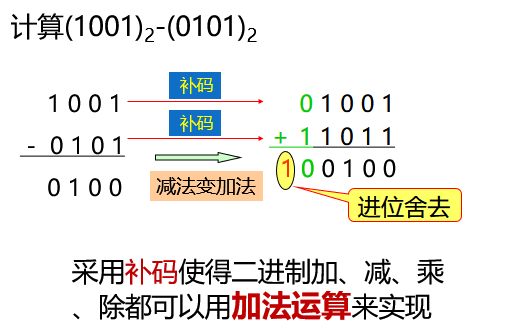 计算(1001)₂-(0101)₂
补码
1 0 0 1
0 1 0 0 1
补码
- 0 1 0 1
+ 1 1 0 1 1
0 1 0 0
减法变加法
1 0 0 1 0 0
进位舍去
采用补码使得二进制加、减、乘
、除都可以用加法运算来实现